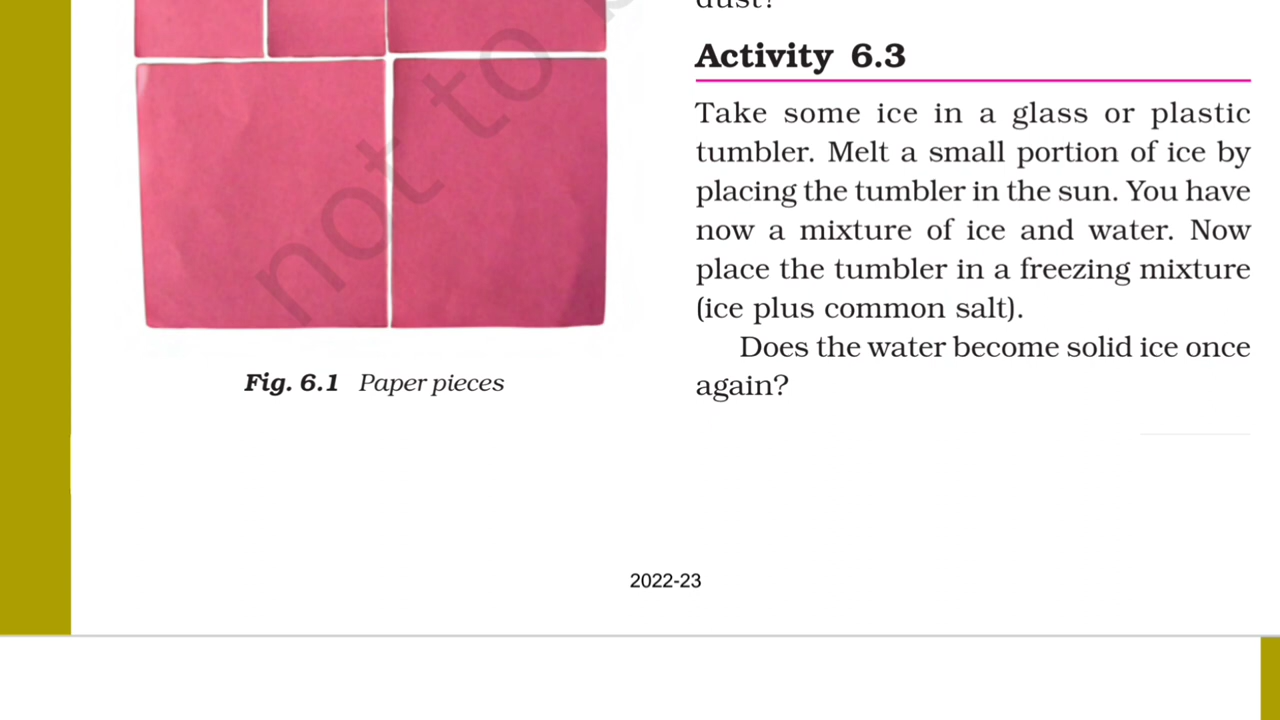 dust?
Activity 6.3
Take some ice in a glass or plastic
tumbler. Melt a small portion of ice by
placing the tumbler in the sun. You have
now a mixture of ice and water. Now
place the tumbler in a freezing mixture
(ice plus common salt).
Does the water become solid ice once
again?
not to b
Fig. 6.1 Paper pieces
2022-23